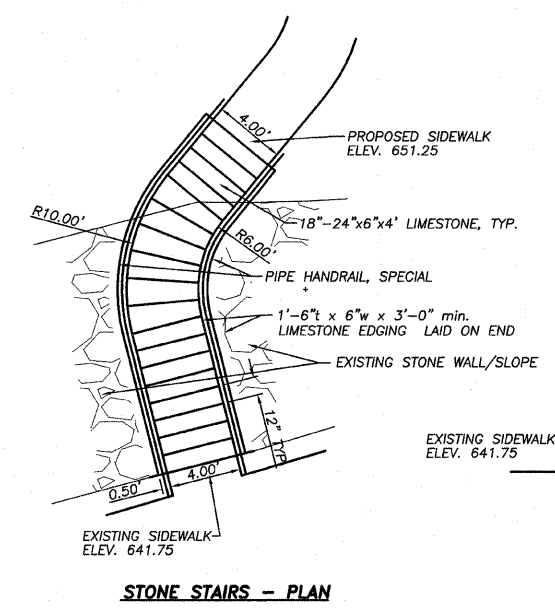 4.00'
PROPOSED SIDEWALK
ELEV. 651.25
R10.00'
18"-24"x6"x4' LIMESTONE, TYP.
R6.00'
PIPE HANDRAIL, SPECIAL
+
1'-6"t x 6"w x 3'-0" min.
LIMESTONE EDGING LAID ON END
EXISTING STONE WALL/SLOPE
12" TYP.
EXISTING SIDEWALK
ELEV. 641.75
0.50'
4.00'
EXISTING SIDEWALK
ELEV. 641.75
STONE STAIRS - PLAN